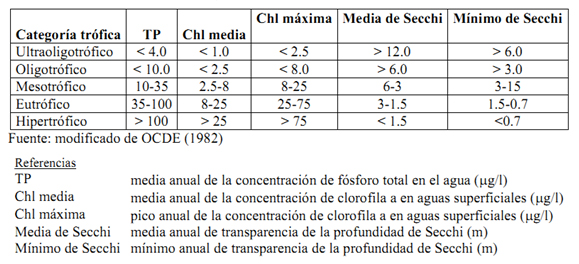 Categoría trófica TP Chl media Chl máxima Media de Secchi Mínimo de Secchi
Ultraoligotrófico < 4.0 < 1.0 < 2.5 > 12.0 > 6.0
Oligotrófico < 10.0 < 2.5 < 8.0 > 6.0 > 3.0
Mesotrófico 10-35 2.5-8 8-25 6-3 3-15
Eutrófico 35-100 8-25 25-75 3-1.5 1.5-0.7
Hipertrófico > 100 > 25 > 75 < 1.5 <0.7
Fuente: modificado de OCDE (1982)
Referencias
TP media anual de la concentración de fósforo total en el agua (µg/l)
Chl media media anual de la concentración de clorofila a en aguas superficiales (µg/l)
Chl máxima pico anual de la concentración de clorofila a en aguas superficiales (µg/l)
Media de Secchi media anual de transparencia de la profundidad de Secchi (m)
Mínimo de Secchi mínimo anual de transparencia de la profundidad de Secchi (m)